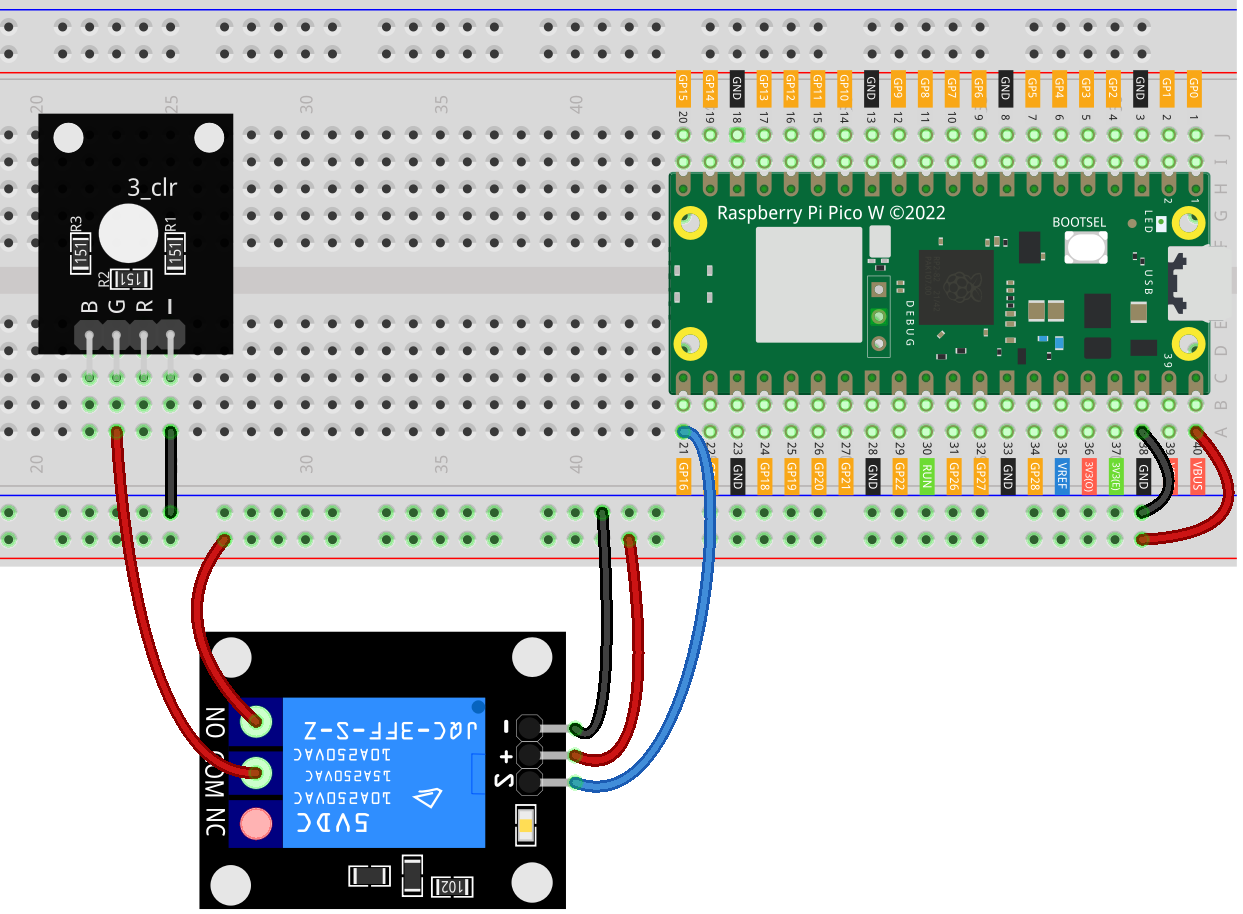 GP15 GP14 GND GP13 GP12 GP11 GP10 GND GP9 GP8 GP7 GP6 GND GP5 GP4 GP3 GP2 GND GP1 GP0
20 19 18 17 16 15 14 13 12 11 10 9 8 7 6 5 4 3 2 1
20 25 30 35 40
J
I
H
G
F
E
D
C
B
A
3_clr
R3
151
R1
151
R2
151
B G R –
Raspberry Pi Pico W ©2022
BOOTSEL
LED
2
1
USB
DEBUG
39
20 30 35 40
21 22 23 24 25 26 27 28 29 30 31 32 33 34 35 36 37 38 39 40
GP16 GND GP18 GP19 GP20 GP21 GND GP22 RUN GP26 GP27 GND GP28 VREF 3V3(O) 3V3(E) GND VBUS
NO
COM
NC
JQC-3FF-S-Z
10A250VAC
15A250VAC
10A250VAC
5VDC
-
+
S
102